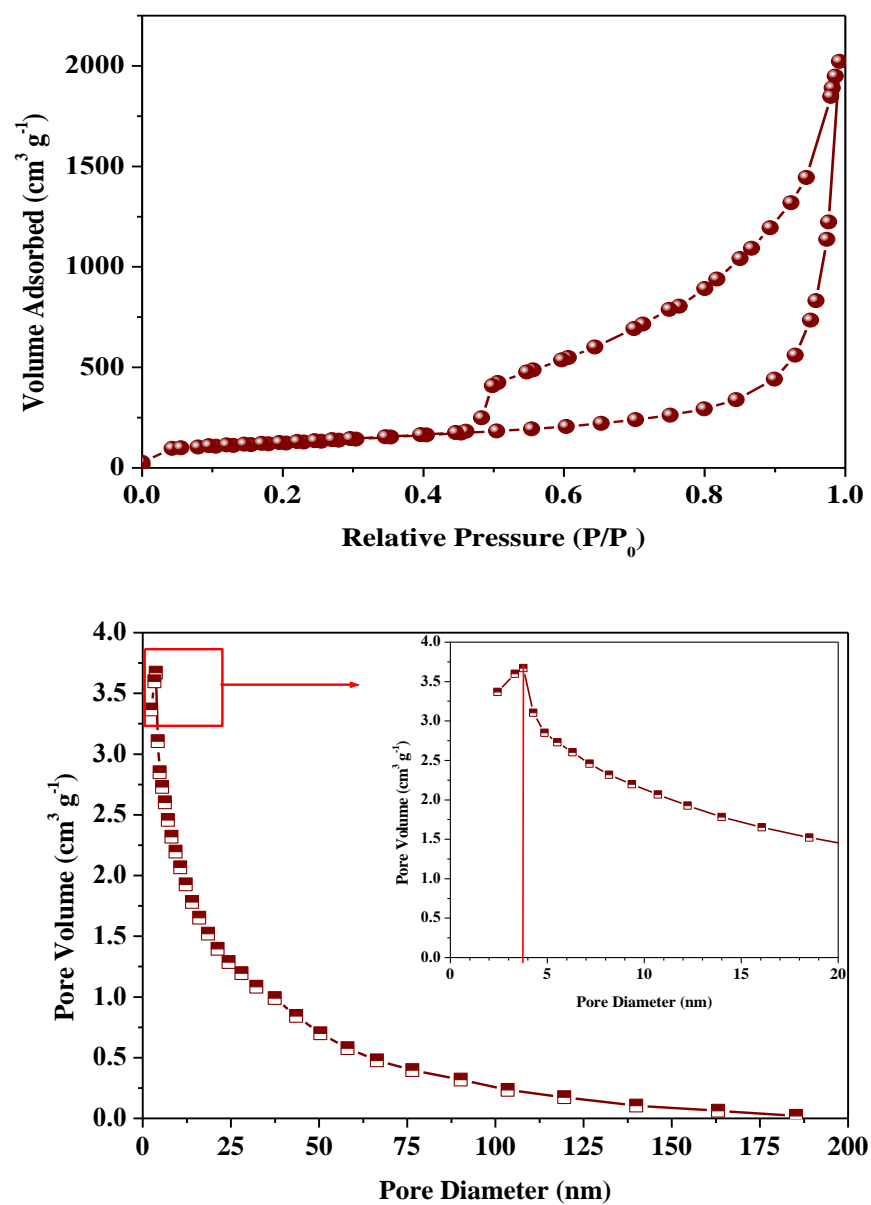 2000
1500
1000
500
0
Volume Adsorbed (cm³ g⁻¹)
0.0 0.2 0.4 0.6 0.8 1.0
Relative Pressure (P/P₀)
4.0
3.5
3.0
2.5
2.0
1.5
1.0
0.5
0.0
Pore Volume (cm³ g⁻¹)
0 25 50 75 100 125 150 175 200
Pore Diameter (nm)
4.0
3.5
3.0
2.5
2.0
1.5
1.0
0.5
0.0
Pore Volume (cm³ g⁻¹)
0 5 10 15 20
Pore Diameter (nm)